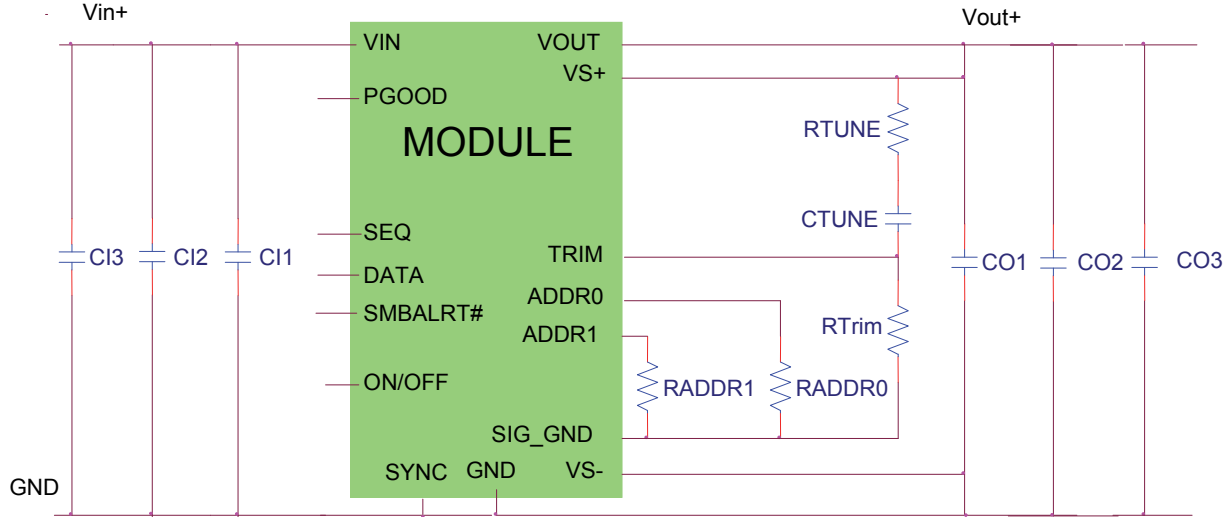 Vin+
Vout+
VIN
VOUT
VS+
PGOOD
RTUNE
MODULE
CTUNE
SEQ
TRIM
CI3
CI2
CI1
CO1
CO2
CO3
DATA
ADDR0
SMBALRT#
RTrim
ADDR1
ON/OFF
RADDR1
RADDR0
SIG_GND
SYNC
GND
VS-
GND